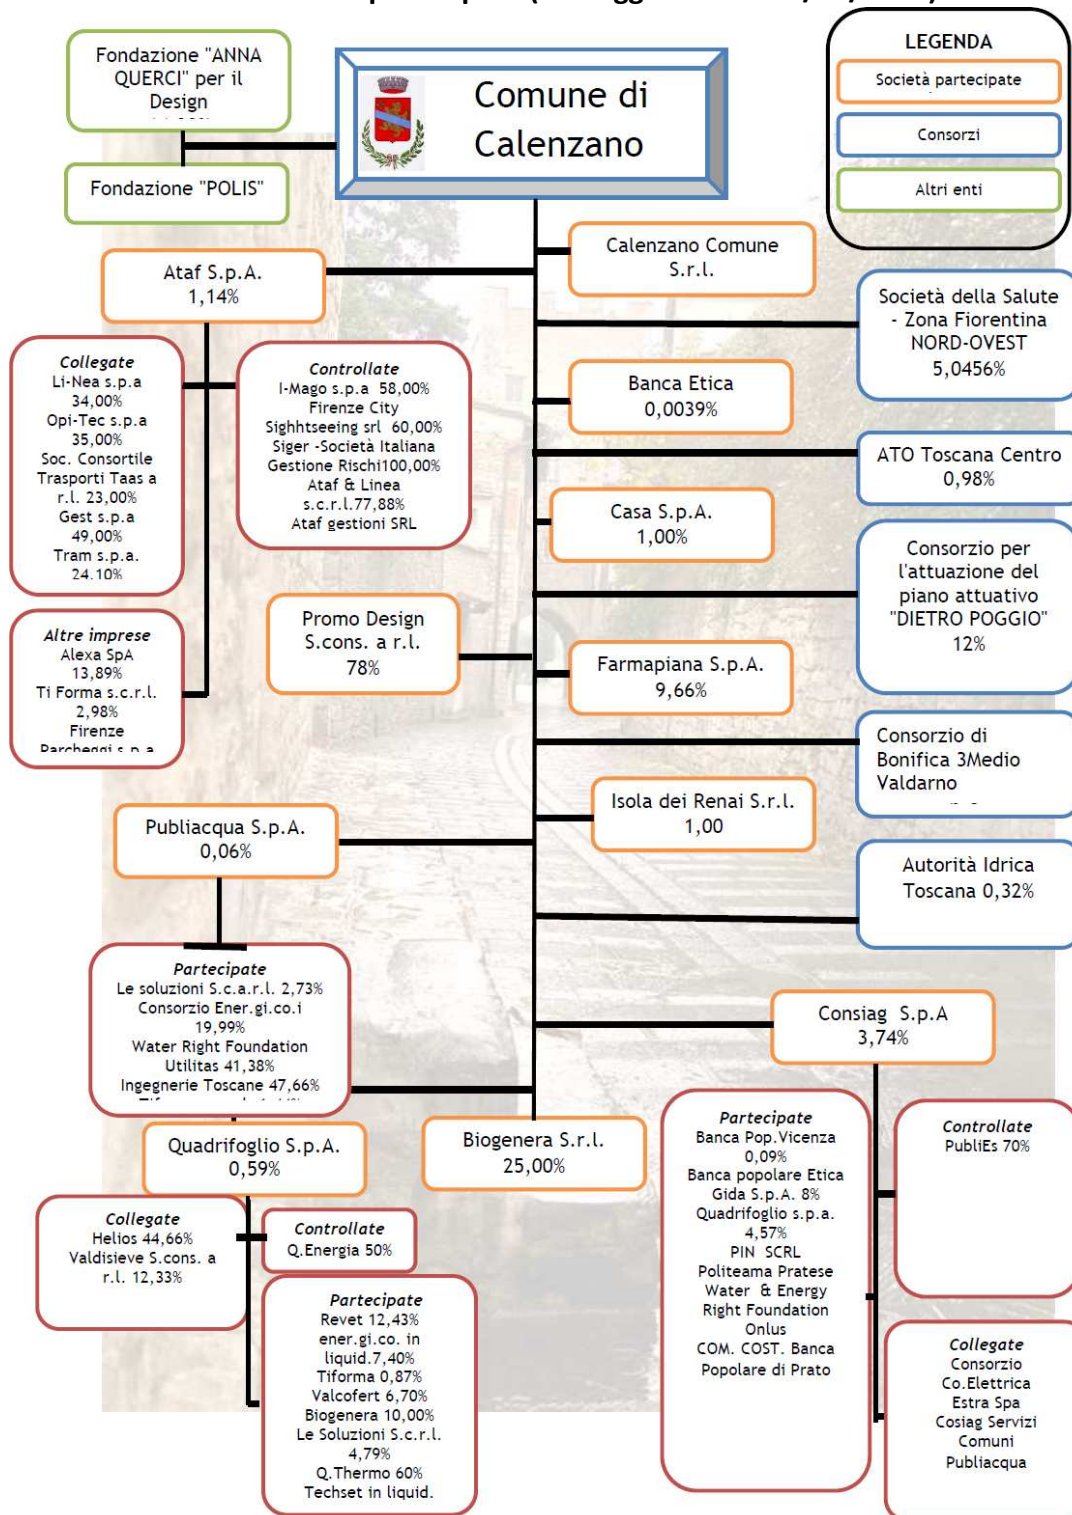 Fondazione "ANNA
QUERCI" per il
Design
Fondazione "POLIS"
Comune di
Calenzano
LEGENDA
Società partecipate
Consorzi
Altri enti
Calenzano Comune
S.r.l.
Ataf S.p.A.
1,14%
Società della Salute
- Zona Fiorentina
NORD-OVEST
5,0456%
Collegate
Li-Nea s.p.a
34,00%
Opi-Tec s.p.a
35,00%
Soc. Consortile
Trasporti Taas a
r.l. 23,00%
Gest s.p.a
49,00%
Tram s.p.a.
24.10%
Controllate
I-Mago s.p.a 58,00%
Firenze City
Sighhtseeing srl 60,00%
Siger -Società Italiana
Gestione Rischi100,00%
Ataf & Linea
s.c.r.l.77,88%
Ataf gestioni SRL
Banca Etica
0,0039%
ATO Toscana Centro
0,98%
Casa S.p.A.
1,00%
Consorzio per
l'attuazione del
piano attuativo
"DIETRO POGGIO"
12%
Promo Design
S.cons. a r.l.
78%
Altre imprese
Alexa SpA
13,89%
Ti Forma s.c.r.l.
2,98%
Firenze
Parcheggi s.p.a
Farmapiana S.p.A.
9,66%
Consorzio di
Bonifica 3Medio
Valdarno
Isola dei Renai S.r.l.
1,00
Publiacqua S.p.A.
0,06%
Autorità Idrica
Toscana 0,32%
Partecipate
Le soluzioni S.c.a.r.l. 2,73%
Consorzio Ener.gi.co.i
19,99%
Water Right Foundation
Utilitas 41,38%
Ingegnerie Toscane 47,66%
Consiag S.p.A
3,74%
Quadrifoglio S.p.A.
0,59%
Biogenera S.r.l.
25,00%
Partecipate
Banca Pop.Vicenza
0,09%
Banca popolare Etica
Gida S.p.A. 8%
Quadrifoglio s.p.a.
4,57%
PIN SCRL
Politeama Pratese
Water & Energy
Right Foundation
Onlus
COM. COST. Banca
Popolare di Prato
Controllate
PubliEs 70%
Collegate
Helios 44,66%
Valdisieve S.cons. a
r.l. 12,33%
Controllate
Q.Energia 50%
Partecipate
Revet 12,43%
ener.gi.co. in
liquid.7,40%
Tiforma 0,87%
Valcofert 6,70%
Biogenera 10,00%
Le Soluzioni S.c.r.l.
4,79%
Q.Thermo 60%
Techset in liquid.
Collegate
Consorzio
Co.Elettrica
Estra Spa
Cosiag Servizi
Comuni
Publiacqua